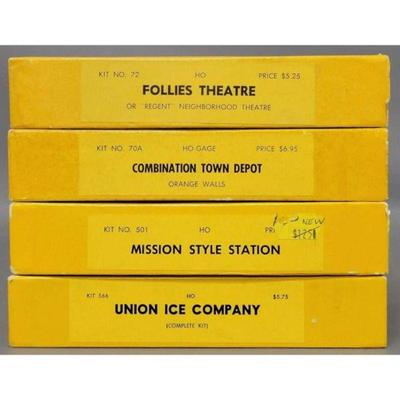 KIT NO. 72 HO PRICE $5.25
FOLLIES THEATRE
OR "REGENT" NEIGHBORHOOD THEATRE
KIT NO. 70A HO GAGE PRICE $6.95
COMBINATION TOWN DEPOT
ORANGE WALLS
KIT NO. 501 HO NEW
MISSION STYLE STATION
KIT 566 HO $5.75
UNION ICE COMPANY
(COMPLETE KIT)